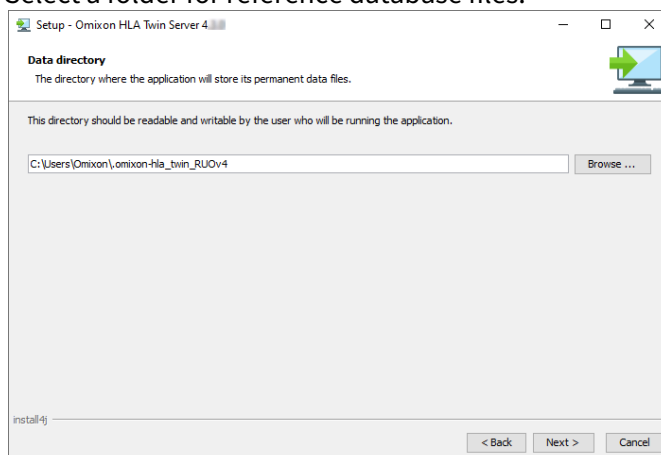 Select a folder for reference database files.
Setup - Omixon HLA Twin Server 4.
Data directory
The directory where the application will store its permanent data files.
This directory should be readable and writable by the user who will be running the application.
C:\Users\Omixon\.omixon-hla_twin_RUOv4
Browse ...
install4j
< Back
Next >
Cancel